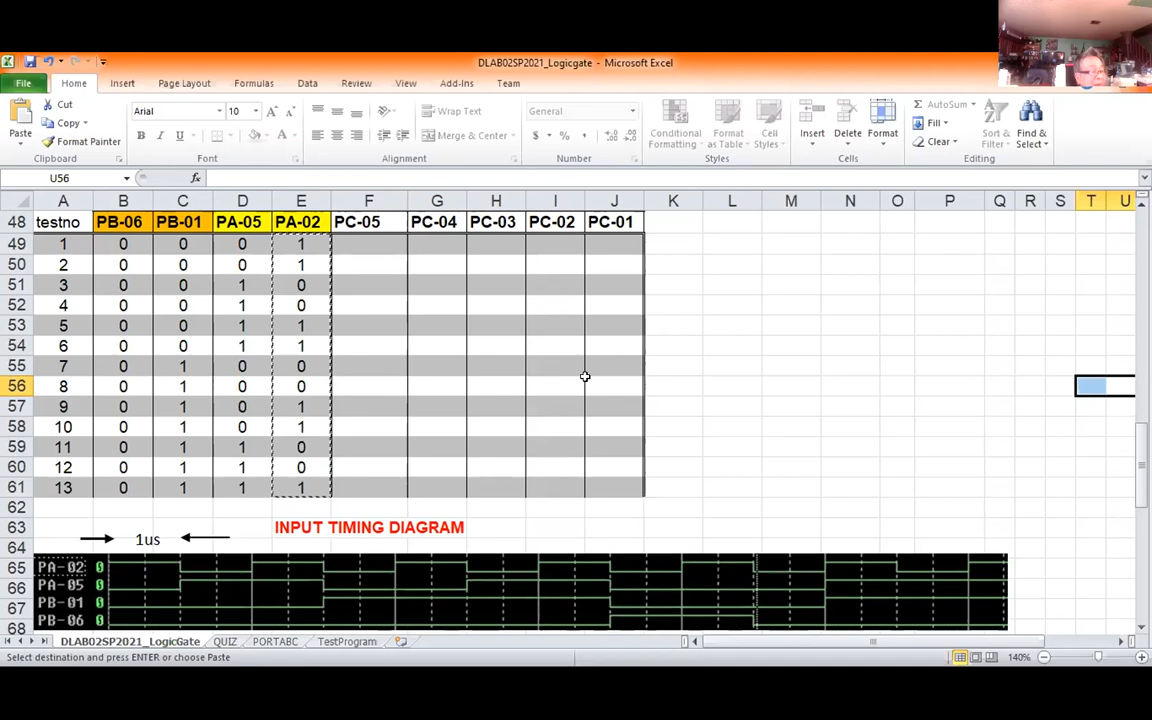 DLAB02SP2021_Logicgate - Microsoft Excel
File Home Insert Page Layout Formulas Data Review View Add-Ins Team
Cut
Copy
Format Painter
Paste
Clipboard
Arial 10
B I U
Font
Wrap Text
Merge & Center
Alignment
General
$ % ,
Number
Conditional Formatting
Format as Table
Cell Styles
Styles
Insert Delete Format
Cells
AutoSum
Fill
Clear
Sort & Filter
Find & Select
Editing
U56 fx
A B C D E F G H I J K L M N O P Q R S T U
48 testno PB-06 PB-01 PA-05 PA-02 PC-05 PC-04 PC-03 PC-02 PC-01
49 1 0 0 0 1
50 2 0 0 0 1
51 3 0 0 1 0
52 4 0 0 1 0
53 5 0 0 1 1
54 6 0 0 1 1
55 7 0 1 0 0
56 8 0 1 0 0
57 9 0 1 0 1
58 10 0 1 0 1
59 11 0 1 1 0
60 12 0 1 1 0
61 13 0 1 1 1
62
63 INPUT TIMING DIAGRAM
64 1us
65 PA-02 0
66 PA-05 0
67 PB-01 0
68 PB-06 0
DLAB02SP2021_LogicGate QUIZ PORTABC TestProgram
Select destination and press ENTER or choose Paste
140%